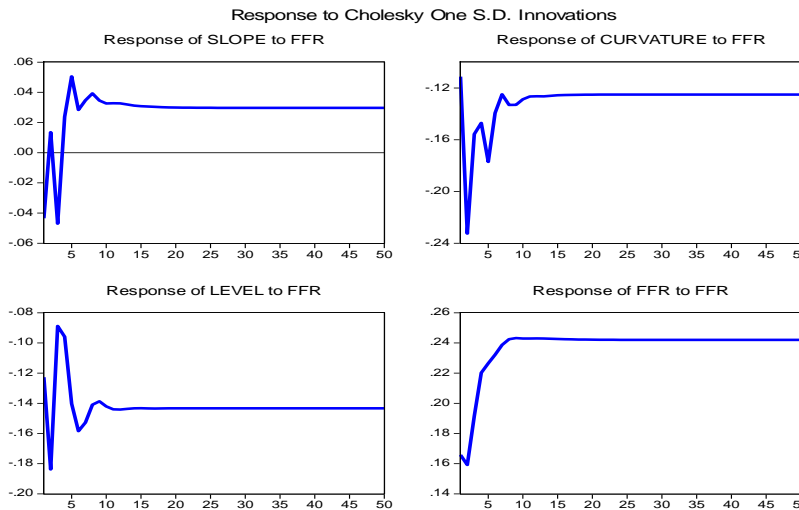 Response to Cholesky One S.D. Innovations
Response of SLOPE to FFR
.06
.04
.02
.00
-.02
-.04
-.06
5 10 15 20 25 30 35 40 45 50
Response of CURVATURE to FFR
-.12
-.16
-.20
-.24
5 10 15 20 25 30 35 40 45 50
Response of LEVEL to FFR
-.08
-.10
-.12
-.14
-.16
-.18
-.20
5 10 15 20 25 30 35 40 45 50
Response of FFR to FFR
.26
.24
.22
.20
.18
.16
.14
5 10 15 20 25 30 35 40 45